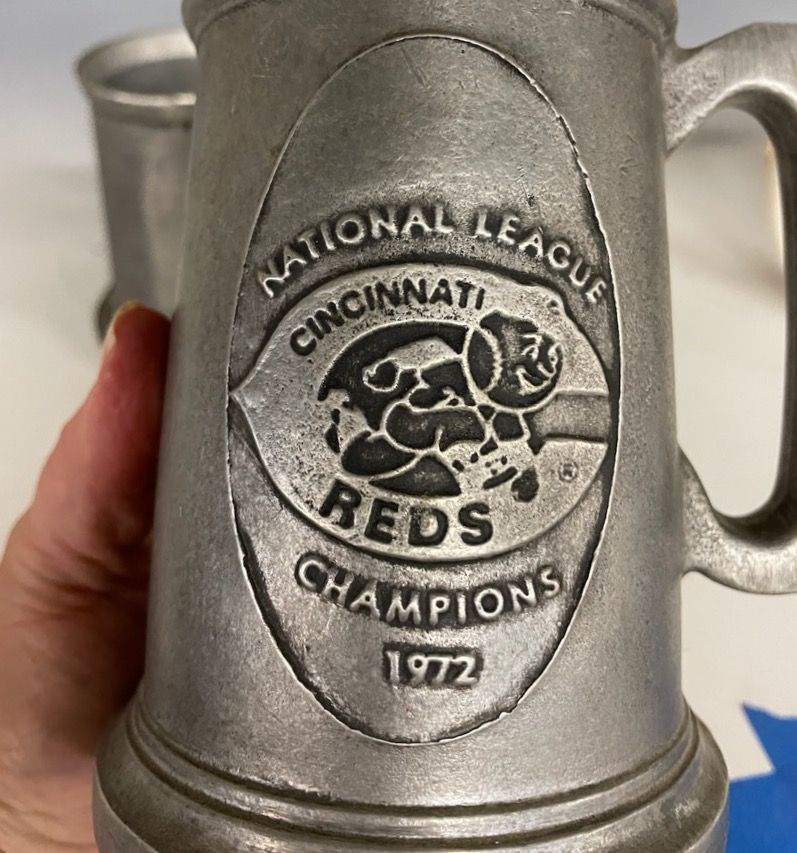 NATIONAL LEAGUE
CINCINNATI
REDS
®
CHAMPIONS
1972